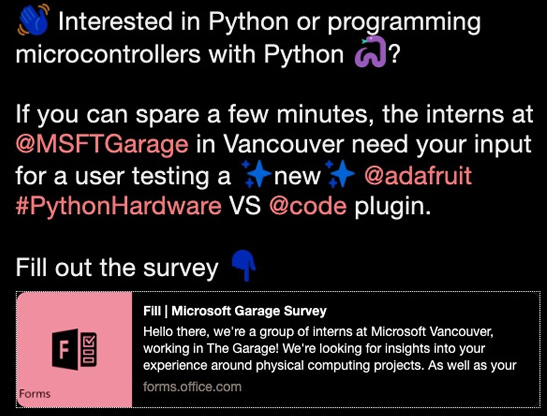 👋 Interested in Python or programming
microcontrollers with Python 🐍?
If you can spare a few minutes, the interns at
@MSFTGarage in Vancouver need your input
for a user testing a ✨new✨ @adafruit
#PythonHardware VS @code plugin.
Fill out the survey 👇
F
Forms
Fill | Microsoft Garage Survey
Hello there, we're a group of interns at Microsoft Vancouver,
working in The Garage! We're looking for insights into your
experience around physical computing projects. As well as your
forms.office.com